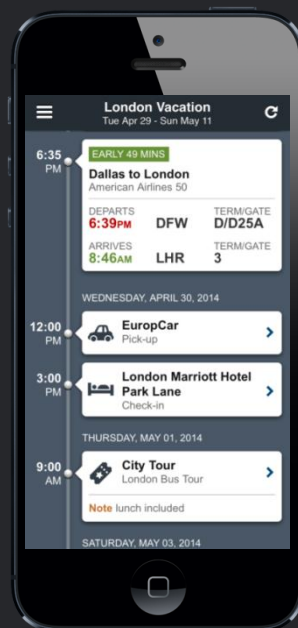 London Vacation
Tue Apr 29 - Sun May 11
6:35 PM
EARLY 49 MINS
Dallas to London
American Airlines 50
DEPARTS TERM/GATE
6:39PM DFW D/D25A
ARRIVES TERM/GATE
8:46AM LHR 3
WEDNESDAY, APRIL 30, 2014
12:00 PM
EuropCar
Pick-up
3:00 PM
London Marriott Hotel
Park Lane
Check-in
THURSDAY, MAY 01, 2014
9:00 AM
City Tour
London Bus Tour
Note lunch included
SATURDAY, MAY 03, 2014